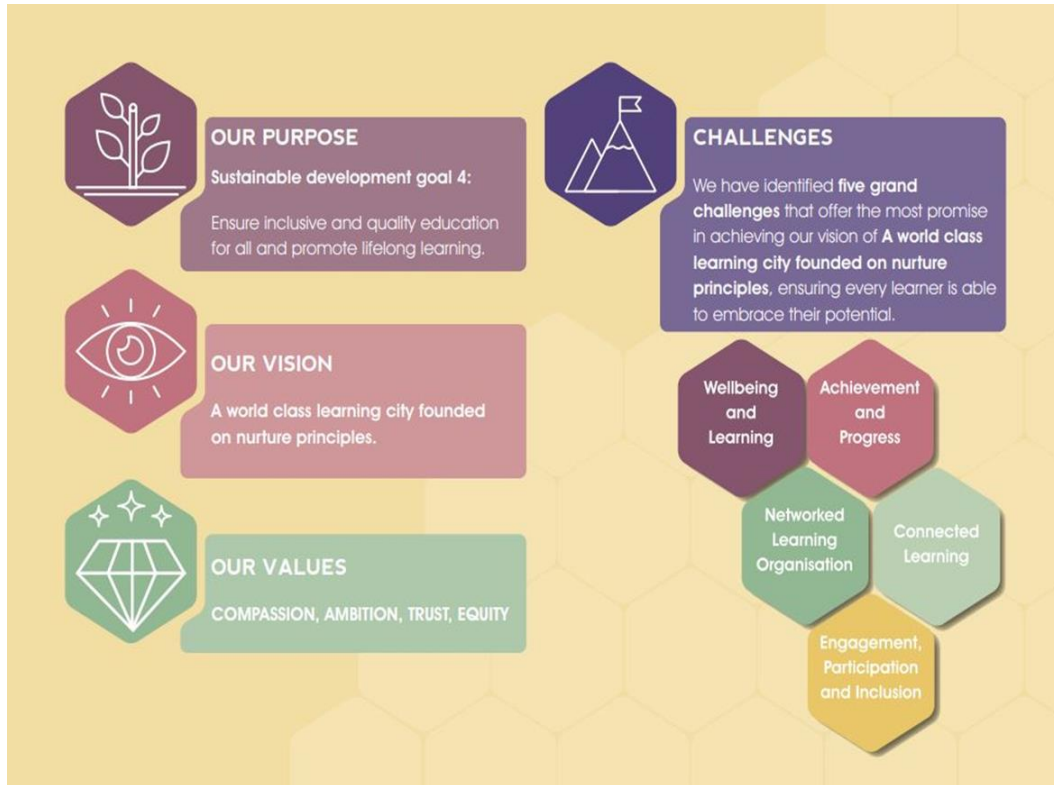 OUR PURPOSE
Sustainable development goal 4:
Ensure inclusive and quality education
for all and promote lifelong learning.
OUR VISION
A world class learning city founded
on nurture principles.
OUR VALUES
COMPASSION, AMBITION, TRUST, EQUITY
CHALLENGES
We have identified five grand
challenges that offer the most promise
in achieving our vision of A world class
learning city founded on nurture
principles, ensuring every learner is able
to embrace their potential.
Wellbeing
and
Learning
Achievement
and
Progress
Networked
Learning
Organisation
Connected
Learning
Engagement,
Participation
and Inclusion